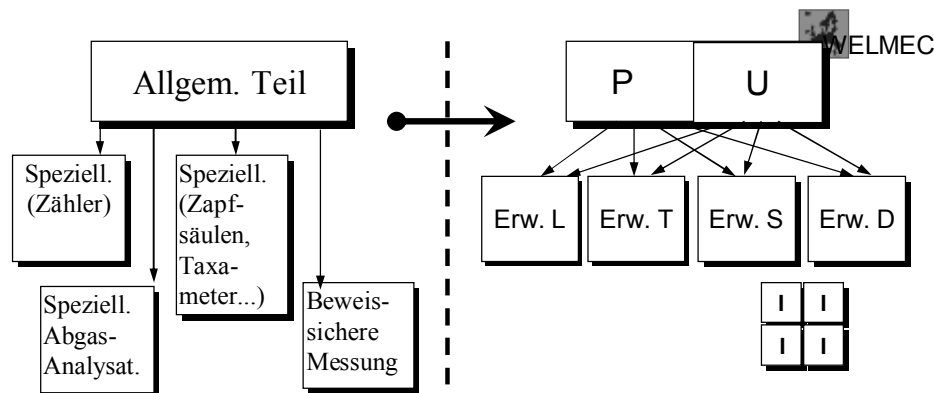 Allgem. Teil
Speziell.
(Zähler)
Speziell.
(Zapf-
säulen,
Taxa-
meter...)
Speziell.
Abgas-
Analysat.
Beweis-
sichere
Messung
WELMEC
P
U
Erw. L
Erw. T
Erw. S
Erw. D
I
I
I
I